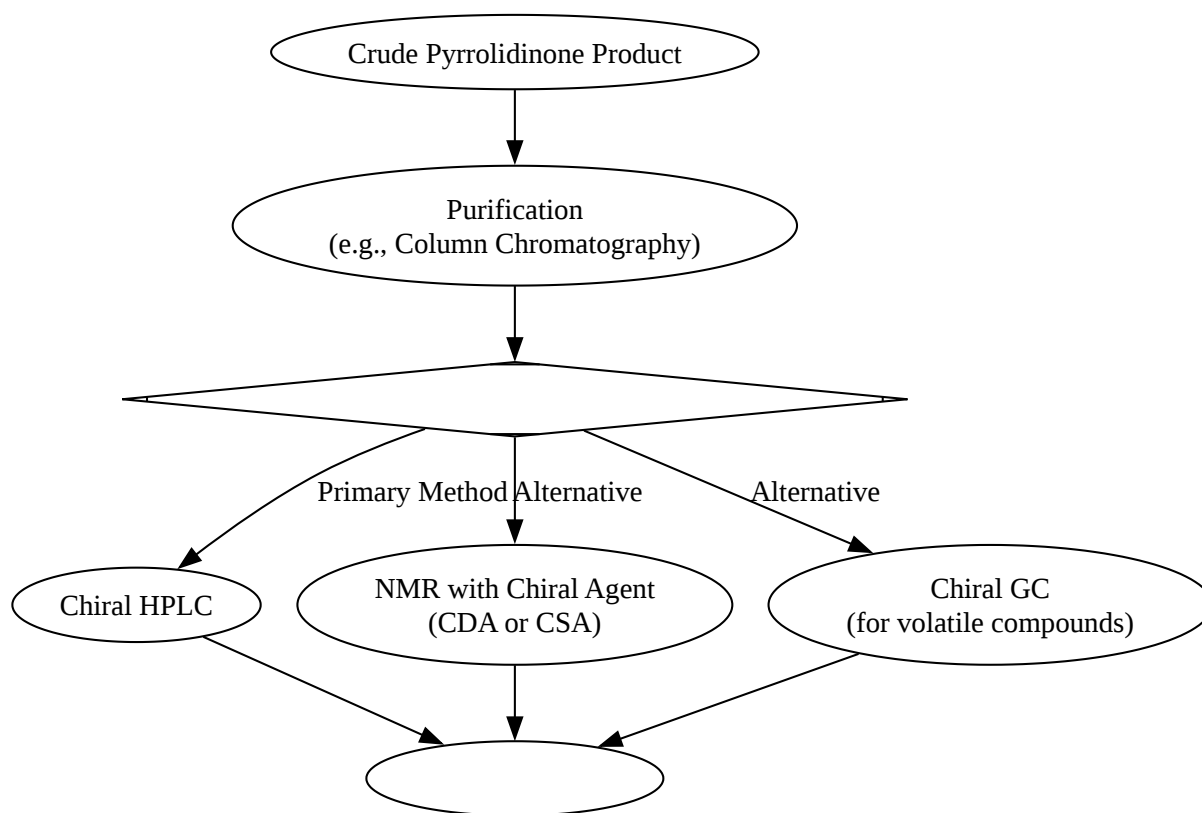 Crude Pyrrolidinone Product
Purification
(e.g., Column Chromatography)
Primary Method
Alternative
Alternative
Chiral HPLC
NMR with Chiral Agent
(CDA or CSA)
Chiral GC
(for volatile compounds)